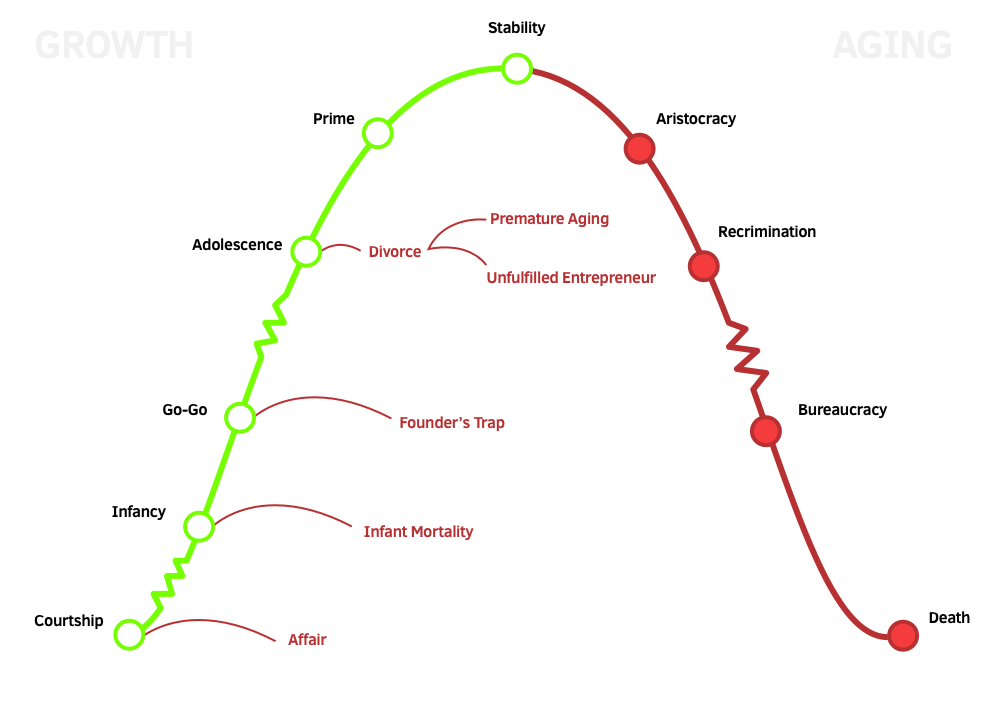 GROWTH
AGING
Stability
Prime
Aristocracy
Premature Aging
Recrimination
Adolescence
Divorce
Unfulfilled Entrepreneur
Go-Go
Bureaucracy
Founder's Trap
Infancy
Infant Mortality
Courtship
Death
Affair